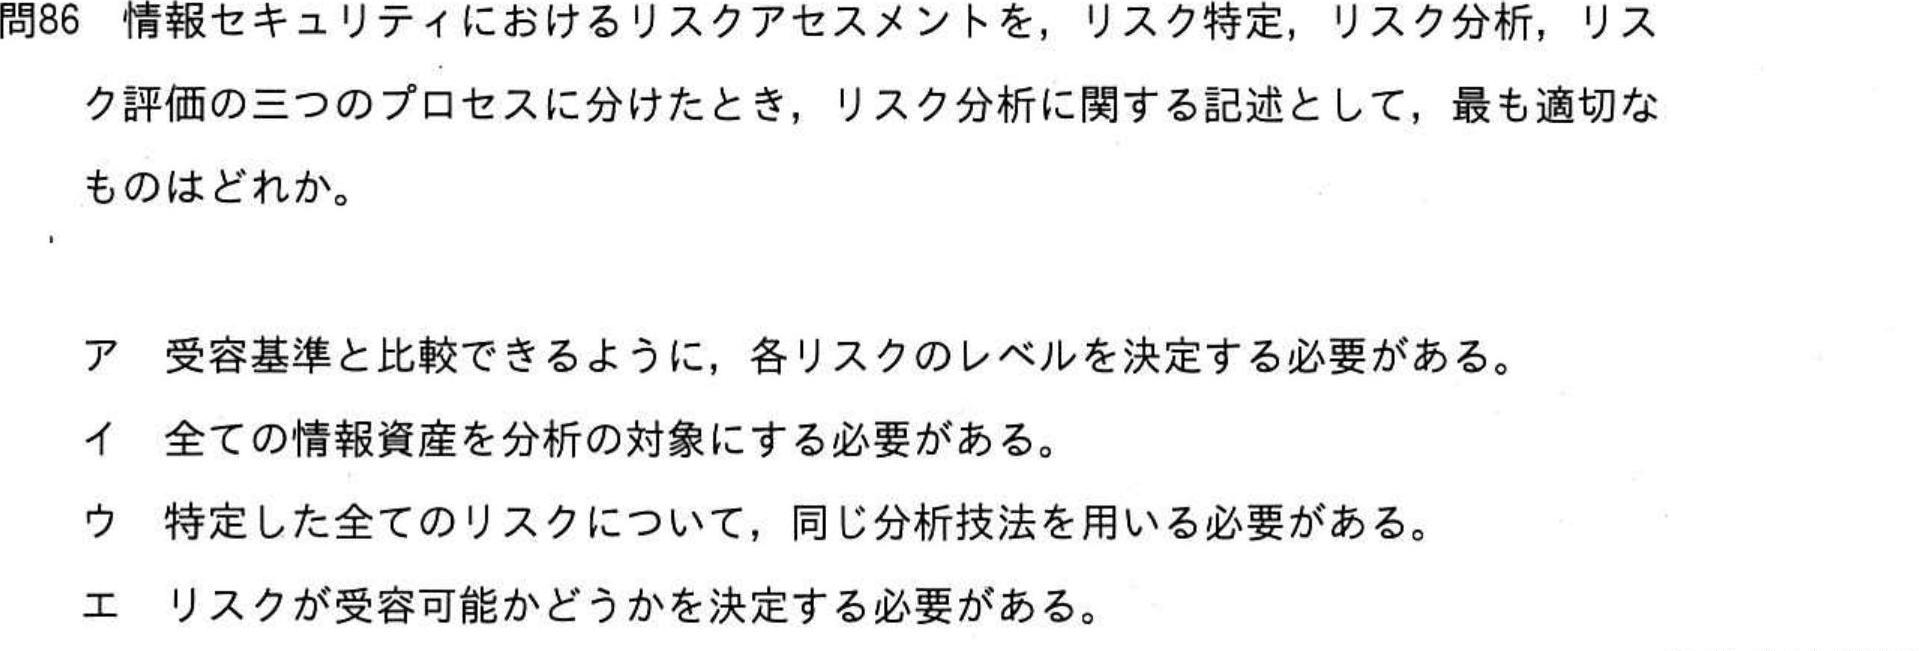 問86 情報セキュリティにおけるリスクアセスメントを，リスク特定，リスク分析，リス
ク評価の三つのプロセスに分けたとき，リスク分析に関する記述として，最も適切な
ものはどれか。
ア 受容基準と比較できるように，各リスクのレベルを決定する必要がある。
イ 全ての情報資産を分析の対象にする必要がある。
ウ 特定した全てのリスクについて，同じ分析技法を用いる必要がある。
エ リスクが受容可能かどうかを決定する必要がある。